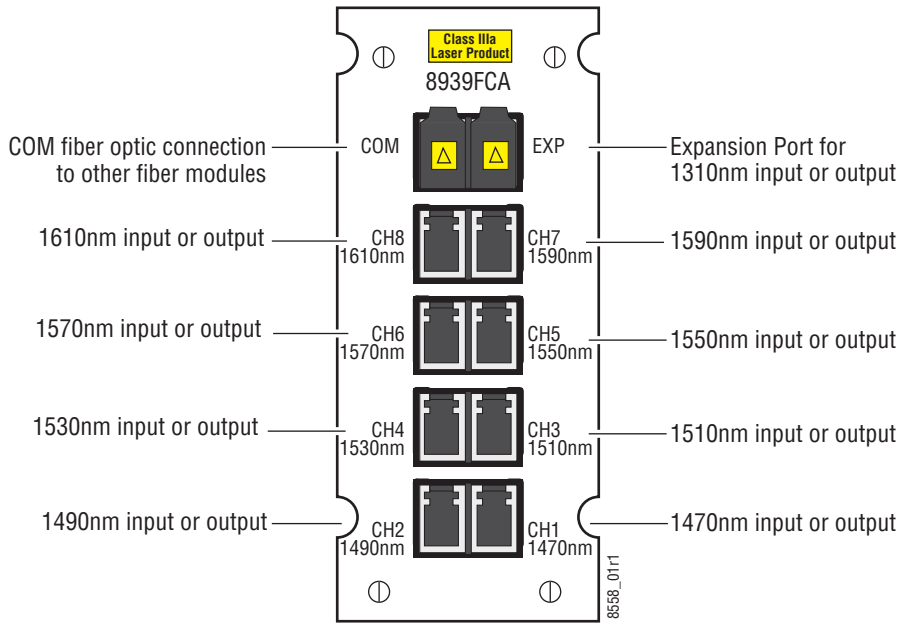 Class IIIa
Laser Product
8939FCA
COM fiber optic connection
to other fiber modules
COM
EXP
Expansion Port for
1310nm input or output
1610nm input or output
CH8
1610nm
CH7
1590nm
1590nm input or output
1570nm input or output
CH6
1570nm
CH5
1550nm
1550nm input or output
1530nm input or output
CH4
1530nm
CH3
1510nm
1510nm input or output
1490nm input or output
CH2
1490nm
CH1
1470nm
1470nm input or output
8558_01r1